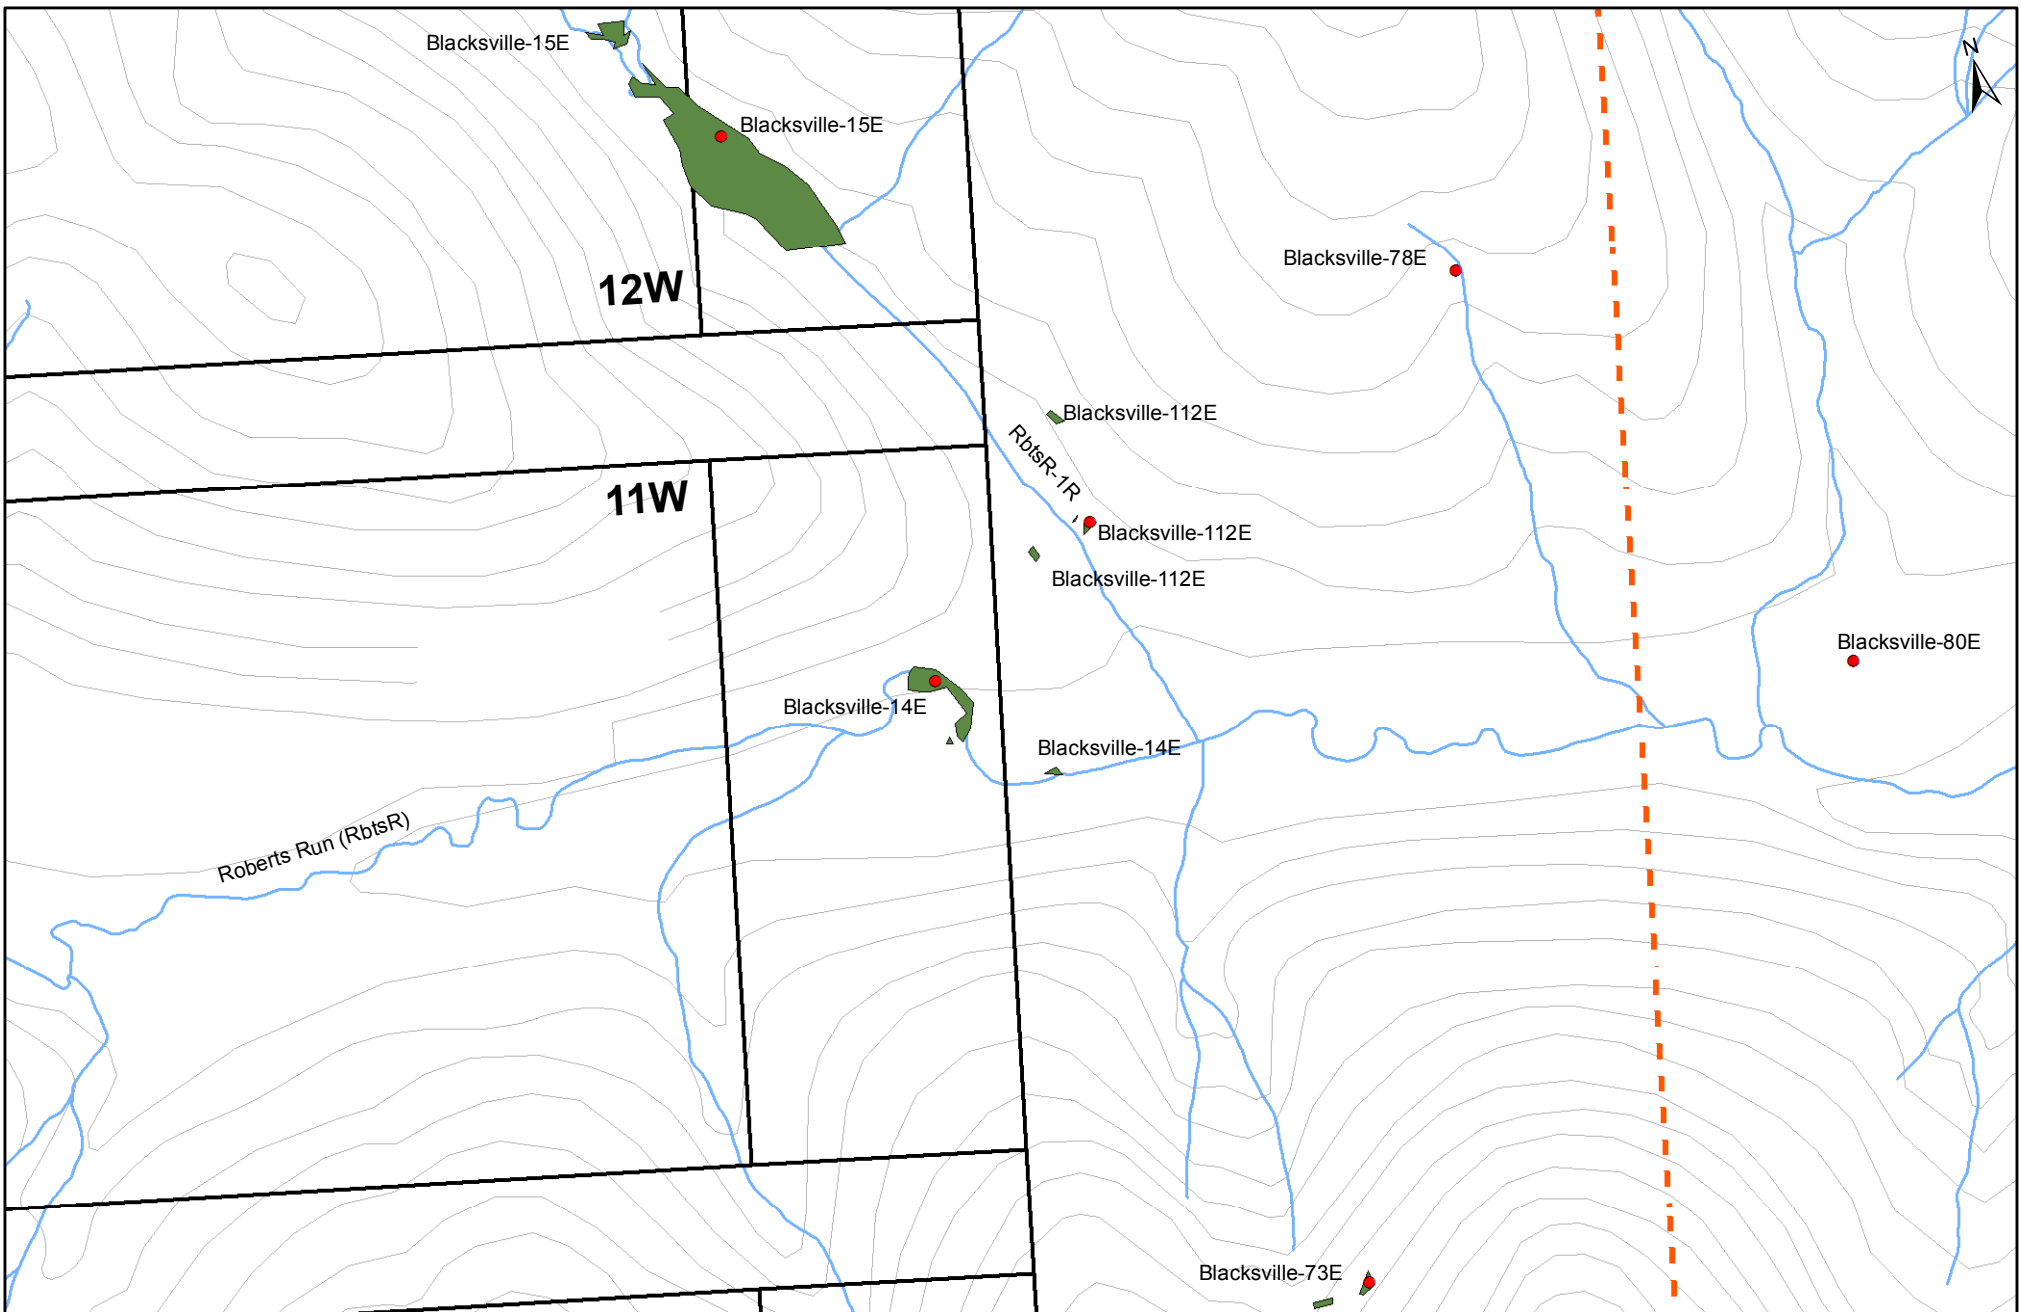 Blacksville-15E
N
Blacksville-15E
Blacksville-78E
12W
Blacksville-112E
RbtsR-1R
11W
Blacksville-112E
Blacksville-112E
Blacksville-80E
Blacksville-14E
Blacksville-14E
Roberts Run (RbtsR)
Blacksville-73E